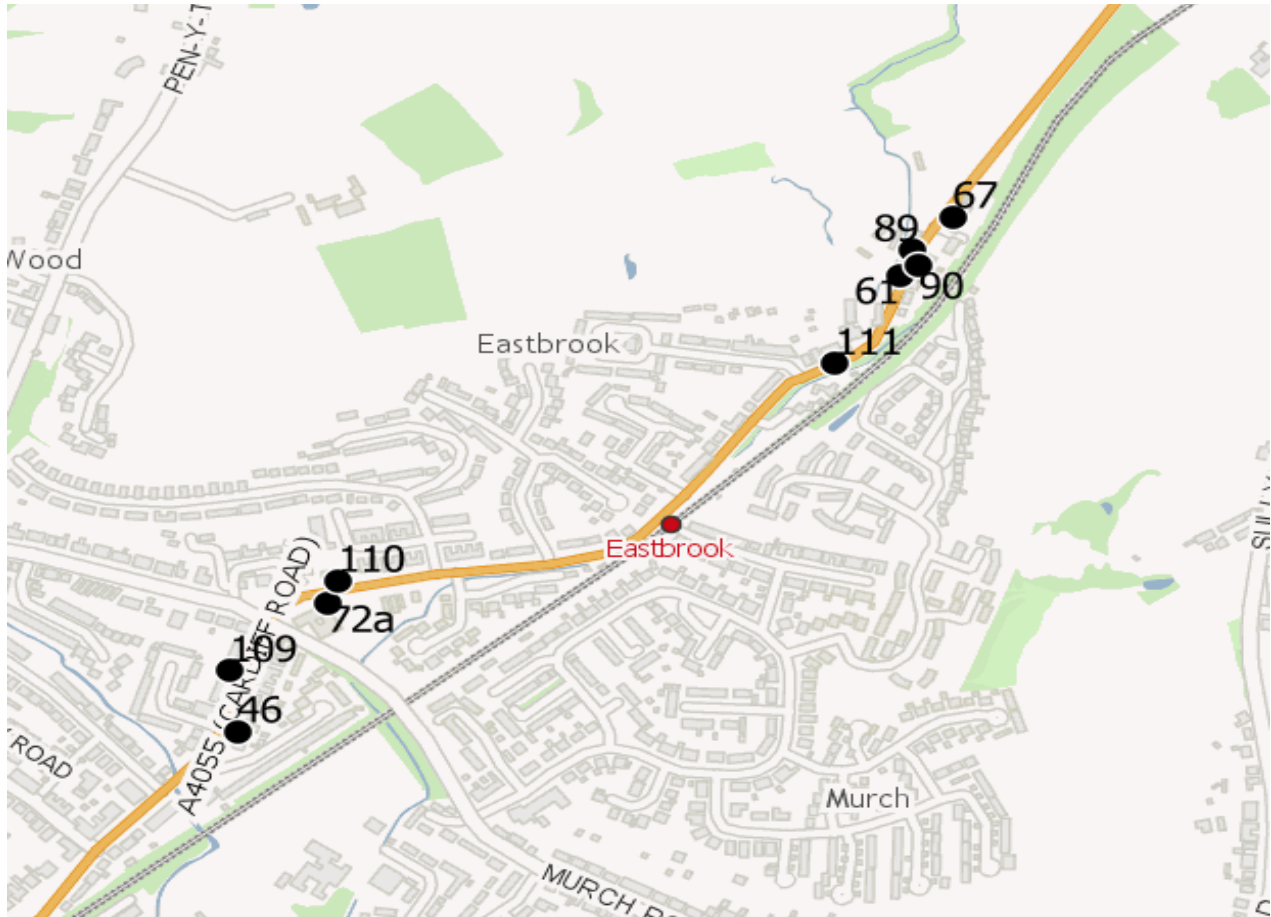 PEN-Y-T
67
89
Wood
61
90
Eastbrook
111
Eastbrook
110
72a
109
46
A4055 (CARDIFF ROAD)
ROAD
Murch
MURCH RO
SULLY